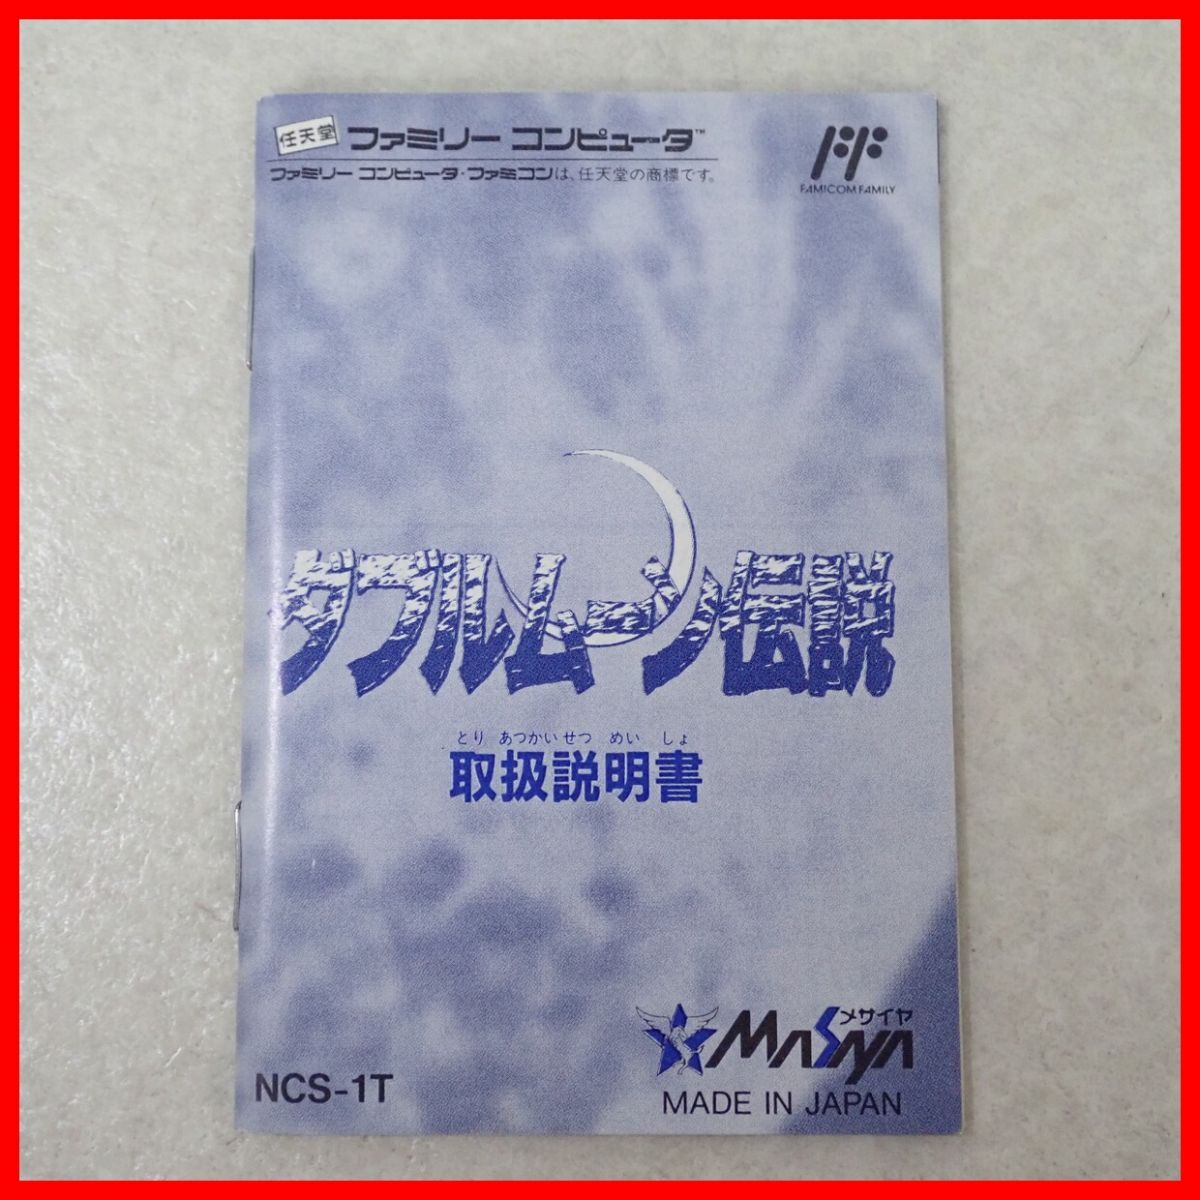 任天堂 ファミリー コンピュータ™
ファミリー コンピュータ・ファミコンは、任天堂の商標です。
FAMICOM FAMILY
ダブルムーン伝説
とり あつかい せつ めい しょ
取扱説明書
メサイヤ
MASAYA
NCS-1T
MADE IN JAPAN